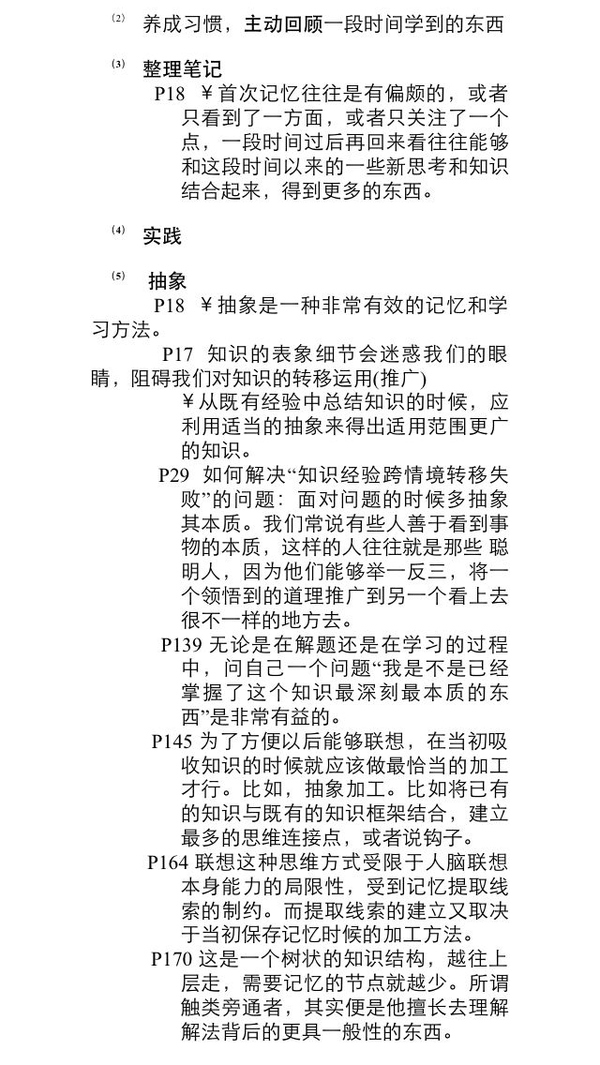 (2) 养成习惯，主动回顾一段时间学到的东西
(3) 整理笔记
P18 ￥首次记忆往往是有偏颇的，或者
只看到了一方面，或者只关注了一个
点，一段时间过后再回来看往往能够
和这段时间以来的一些新思考和知识
结合起来，得到更多的东西。
(4) 实践
(5) 抽象
P18 ￥抽象是一种非常有效的记忆和学
习方法。
P17 知识的表象细节会迷惑我们的眼
睛，阻碍我们对知识的转移运用(推广)
￥从既有经验中总结知识的时候，应
利用适当的抽象来得出适用范围更广
的知识。
P29 如何解决“知识经验跨情境转移失
败”的问题：面对问题的时候多抽象
其本质。我们常说有些人善于看到事
物的本质，这样的人往往就是那些 聪
明人，因为他们能够举一反三，将一
个领悟到的道理推广到另一个看上去
很不一样的地方去。
P139 无论是在解题还是在学习的过程
中，问自己一个问题“我是不是已经
掌握了这个知识最深刻最本质的东
西”是非常有益的。
P145 为了方便以后能够联想，在当初吸
收知识的时候就应该做最恰当的加工
才行。比如，抽象加工。比如将已有
的知识与既有的知识框架结合，建立
最多的思维连接点，或者说钩子。
P164 联想这种思维方式受限于人脑联想
本身能力的局限性，受到记忆提取线
索的制约。而提取线索的建立又取决
于当初保存记忆时候的加工方法。
P170 这是一个树状的知识结构，越往上
层走，需要记忆的节点就越少。所谓
触类旁通者，其实便是他擅长去理解
解法背后的更具一般性的东西。